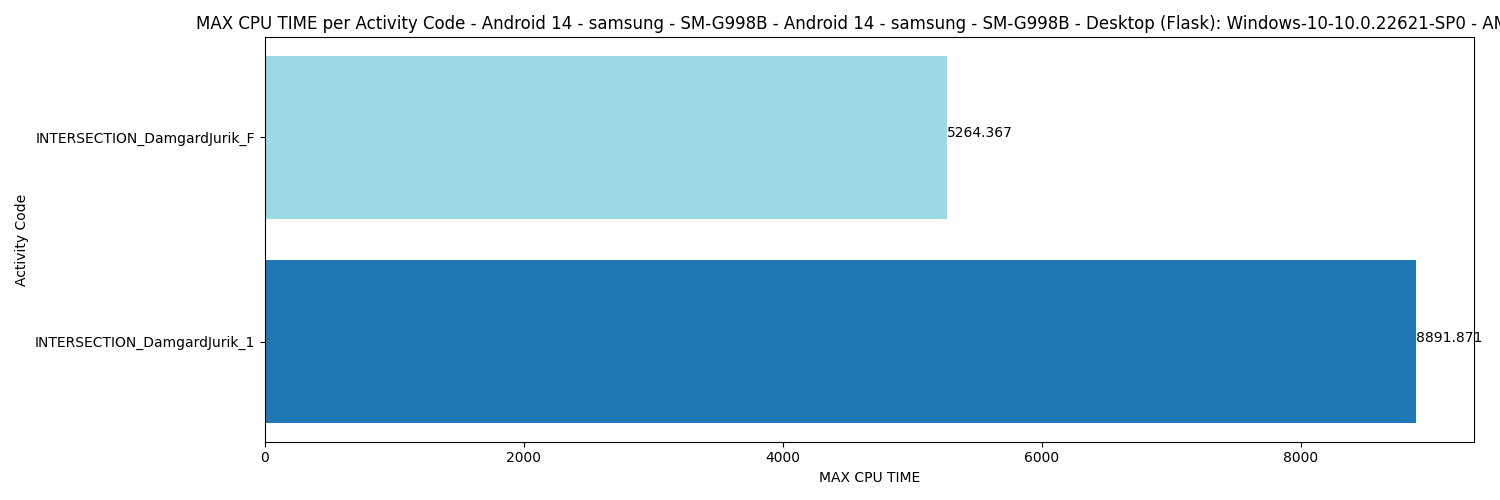 MAX CPU TIME per Activity Code - Android 14 - samsung - SM-G998B - Android 14 - samsung - SM-G998B - Desktop (Flask): Windows-10-10.0.22621-SP0 - AM
INTERSECTION_DamgardJurik_F
5264.367
Activity Code
INTERSECTION_DamgardJurik_1
8891.871
0 2000 4000 6000 8000
MAX CPU TIME